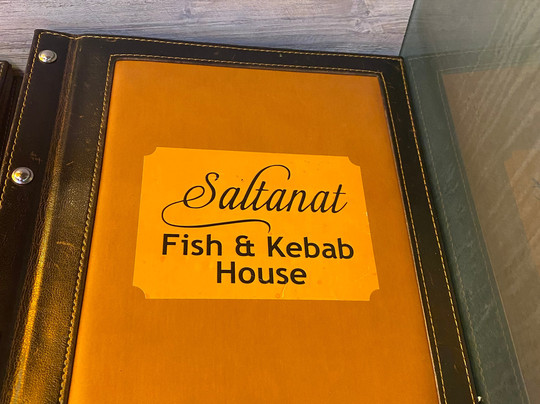 Saltanat
Fish & Kebab
House